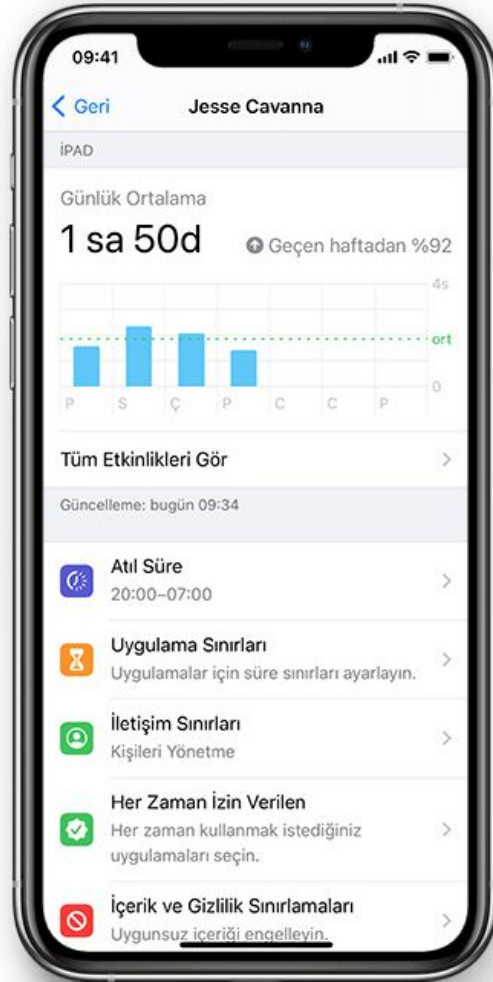 09:41
Geri
Jesse Cavanna
İPAD
Günlük Ortalama
1 sa 50d
Geçen haftadan %92
4s
ort
0
P S Ç P C C P
Tüm Etkinlikleri Gör
Güncelleme: bugün 09:34
Atıl Süre
20:00–07:00
Uygulama Sınırları
Uygulamalar için süre sınırları ayarlayın.
İletişim Sınırları
Kişileri Yönetme
Her Zaman İzin Verilen
Her zaman kullanmak istediğiniz
uygulamaları seçin.
İçerik ve Gizlilik Sınırlamaları
Uygunsuz içeriği engelleyin.